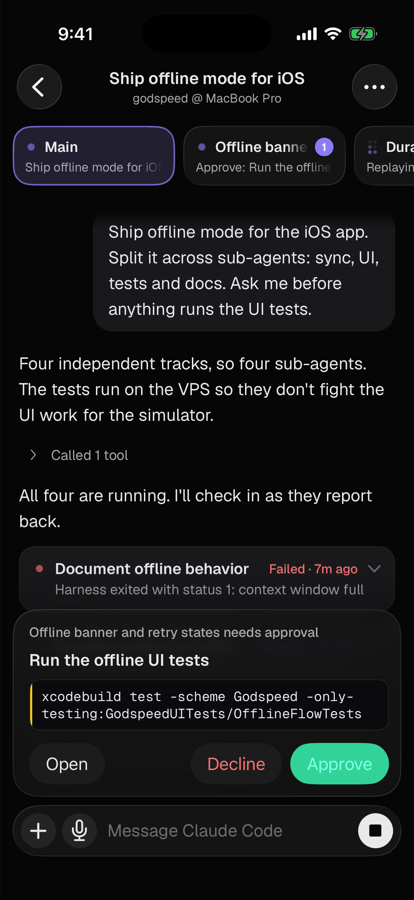 9:41
Ship offline mode for iOS
godspeed @ MacBook Pro
Main
Ship offline mode for iOS
Offline banne
1
Approve: Run the offline
Dura
Replayin
Ship offline mode for the iOS app.
Split it across sub-agents: sync, UI,
tests and docs. Ask me before
anything runs the UI tests.
Four independent tracks, so four sub-agents.
The tests run on the VPS so they don't fight the
UI work for the simulator.
Called 1 tool
All four are running. I'll check in as they report
back.
Document offline behavior
Failed · 7m ago
Harness exited with status 1: context window full
Offline banner and retry states needs approval
Run the offline UI tests
xcodebuild test -scheme Godspeed -only-
testing:GodspeedUITests/OfflineFlowTests
Open
Decline
Approve
Message Claude Code